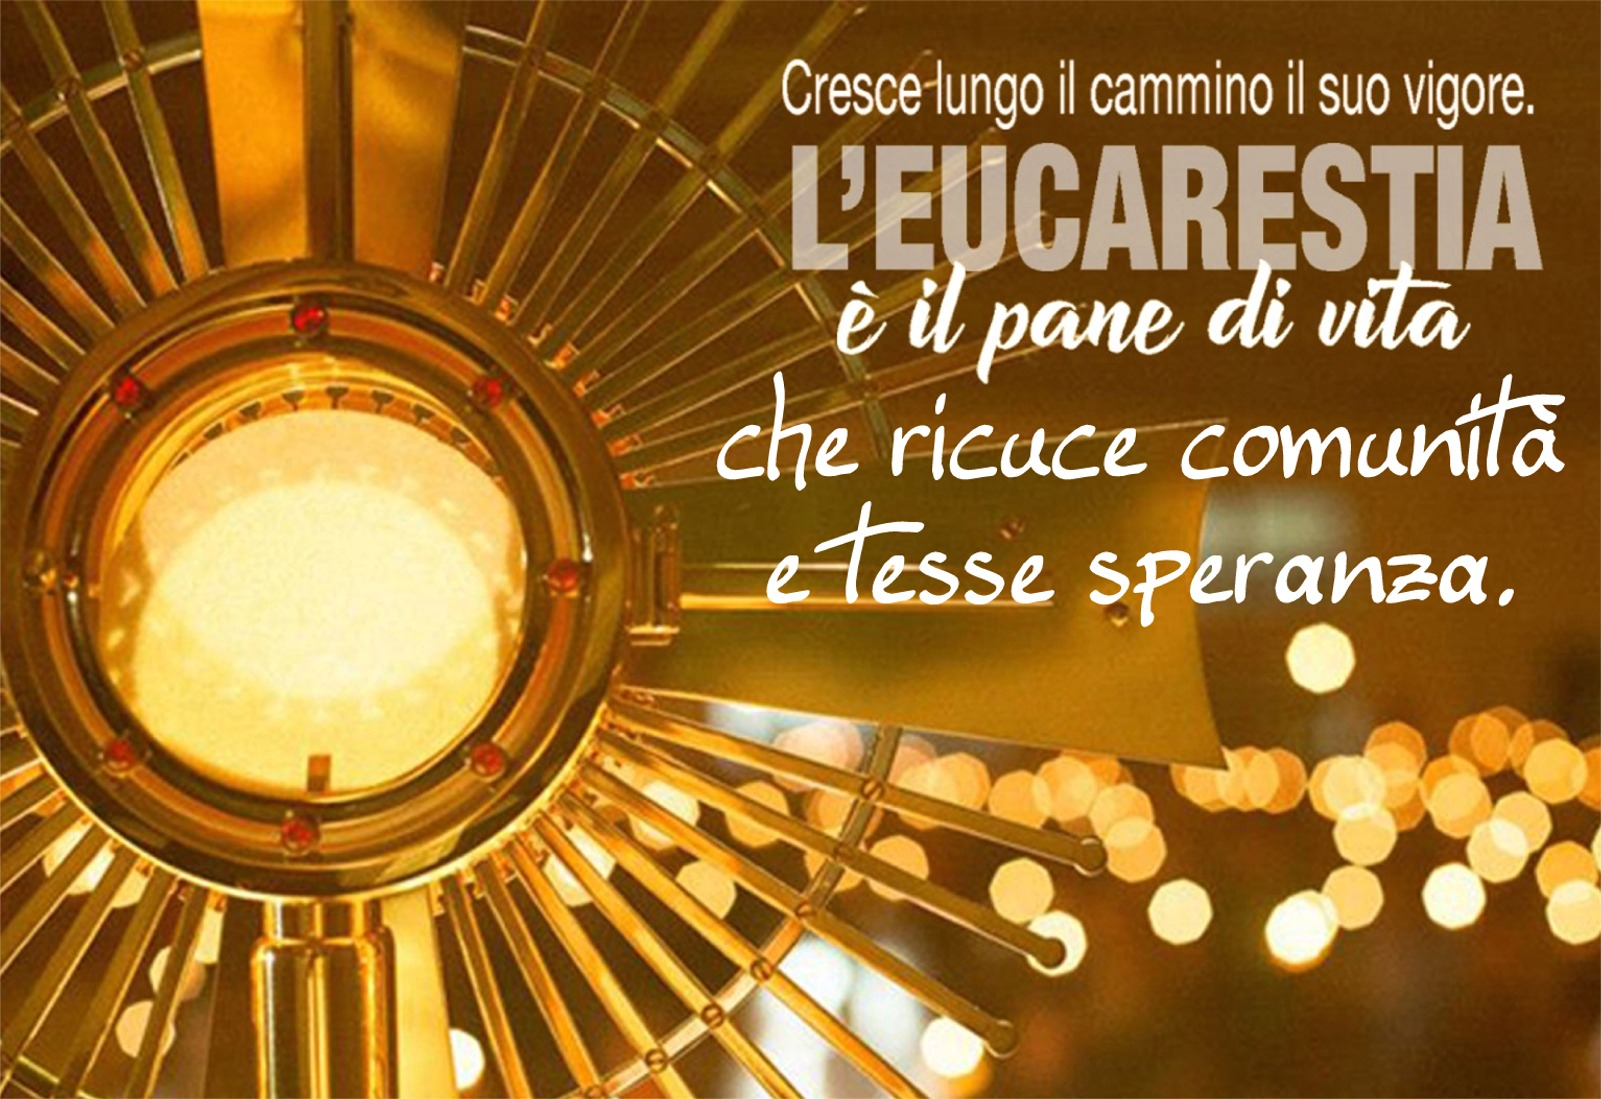 Cresce lungo il cammino il suo vigore.
L'EUCARESTIA
è il pane di vita
che ricuce comunità
e tesse speranza.